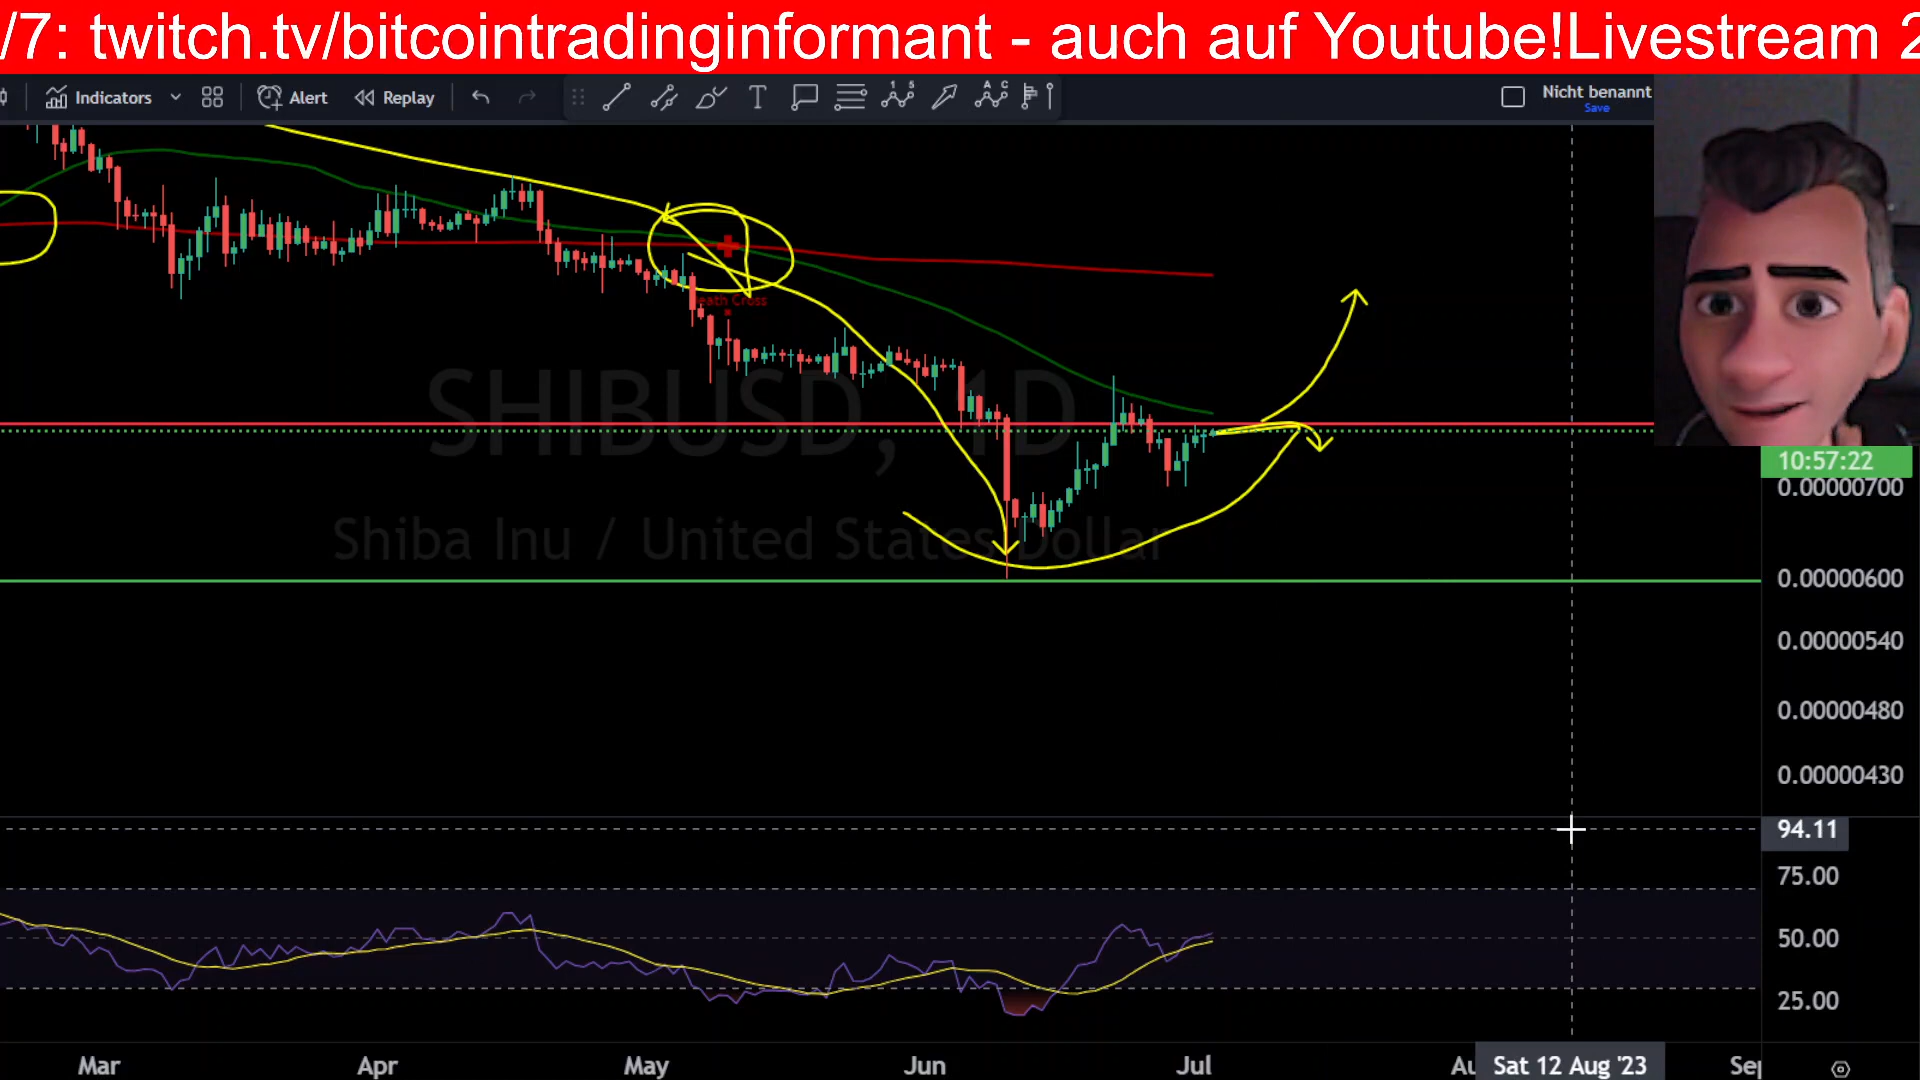 /7: twitch.tv/bitcointradinginformant - auch auf Youtube!Livestream 2
Indicators
Alert
Replay
Nicht benannt
Save
Death Cross
SHIBUSD, 1D
Shiba Inu / United States Dollar
10:57:22
0.00000700
0.00000600
0.00000540
0.00000480
0.00000430
94.11
75.00
50.00
25.00
Mar Apr May Jun Jul Au Sat 12 Aug '23 Sep